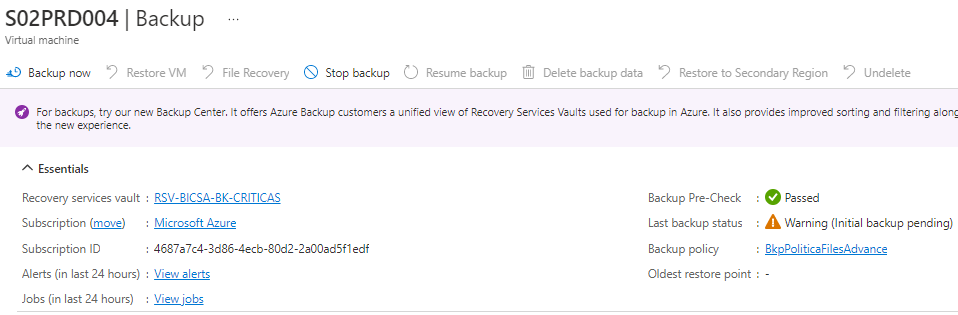 S02PRD004 | Backup ...
Virtual machine
Backup now Restore VM File Recovery Stop backup Resume backup Delete backup data Restore to Secondary Region Undelete
For backups, try our new Backup Center. It offers Azure Backup customers a unified view of Recovery Services Vaults used for backup in Azure. It also provides improved sorting and filtering along
the new experience.
Essentials
Recovery services vault : RSV-BICSA-BK-CRITICAS
Backup Pre-Check : Passed
Subscription (move) : Microsoft Azure
Last backup status : Warning (Initial backup pending)
Subscription ID : 4687a7c4-3d86-4ecb-80d2-2a00ad5f1edf
Backup policy : BkpPoliticaFilesAdvance
Alerts (in last 24 hours) : View alerts
Oldest restore point : -
Jobs (in last 24 hours) : View jobs